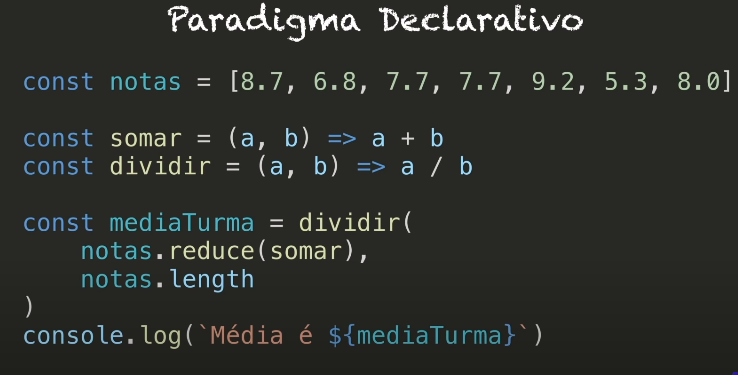 Paradigma Declarativo
const notas = [8.7, 6.8, 7.7, 7.7, 9.2, 5.3, 8.0]
const somar = (a, b) => a + b
const dividir = (a, b) => a / b
const mediaTurma = dividir(
    notas.reduce(somar),
    notas.length
)
console.log(`Média é ${mediaTurma}`)